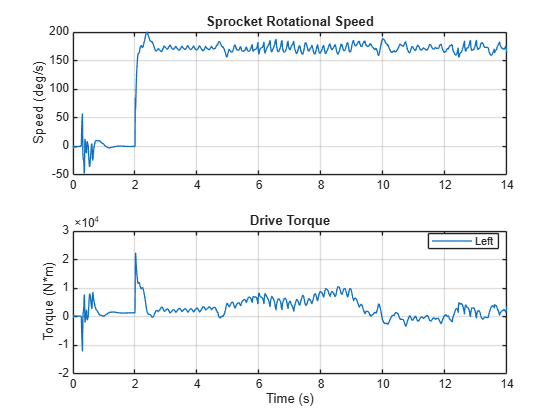 Sprocket Rotational Speed
Speed (deg/s)
200
150
100
50
0
-50
0 2 4 6 8 10 12 14
Drive Torque
×10⁴
Torque (N*m)
3
2
1
0
-1
-2
Left
0 2 4 6 8 10 12 14
Time (s)